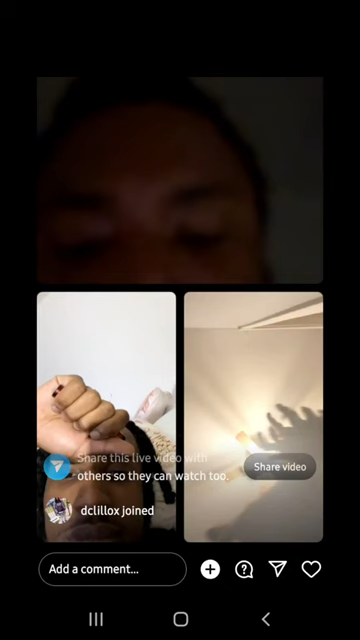 Share this live video with
others so they can watch too.
Share video
dclillox joined
Add a comment...